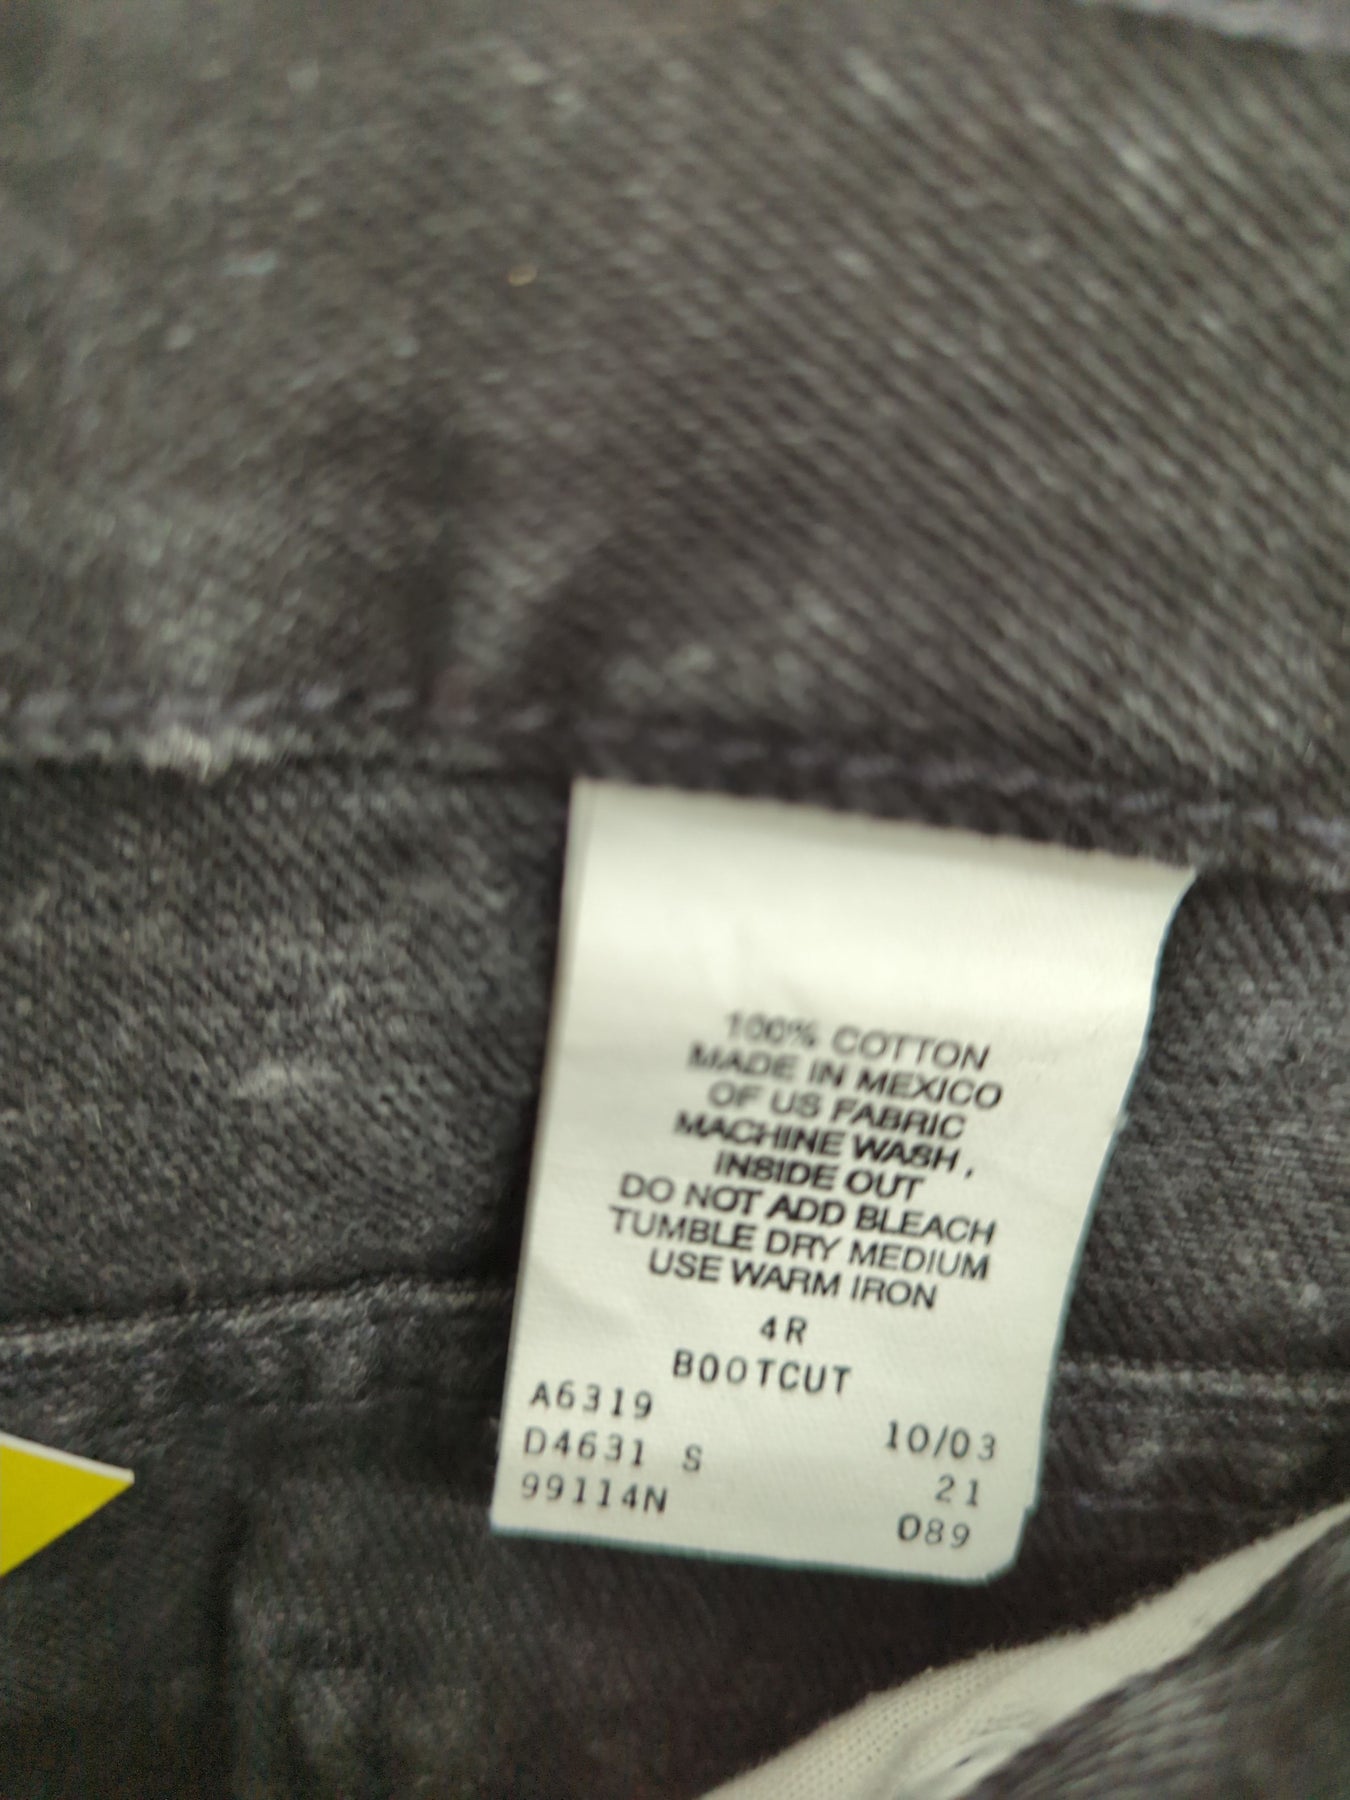 100% COTTON
MADE IN MEXICO
OF US FABRIC
MACHINE WASH,
INSIDE OUT
DO NOT ADD BLEACH
TUMBLE DRY MEDIUM
USE WARM IRON
4R
BOOTCUT
A6319
D4631 S 10/03
99114N 21
089